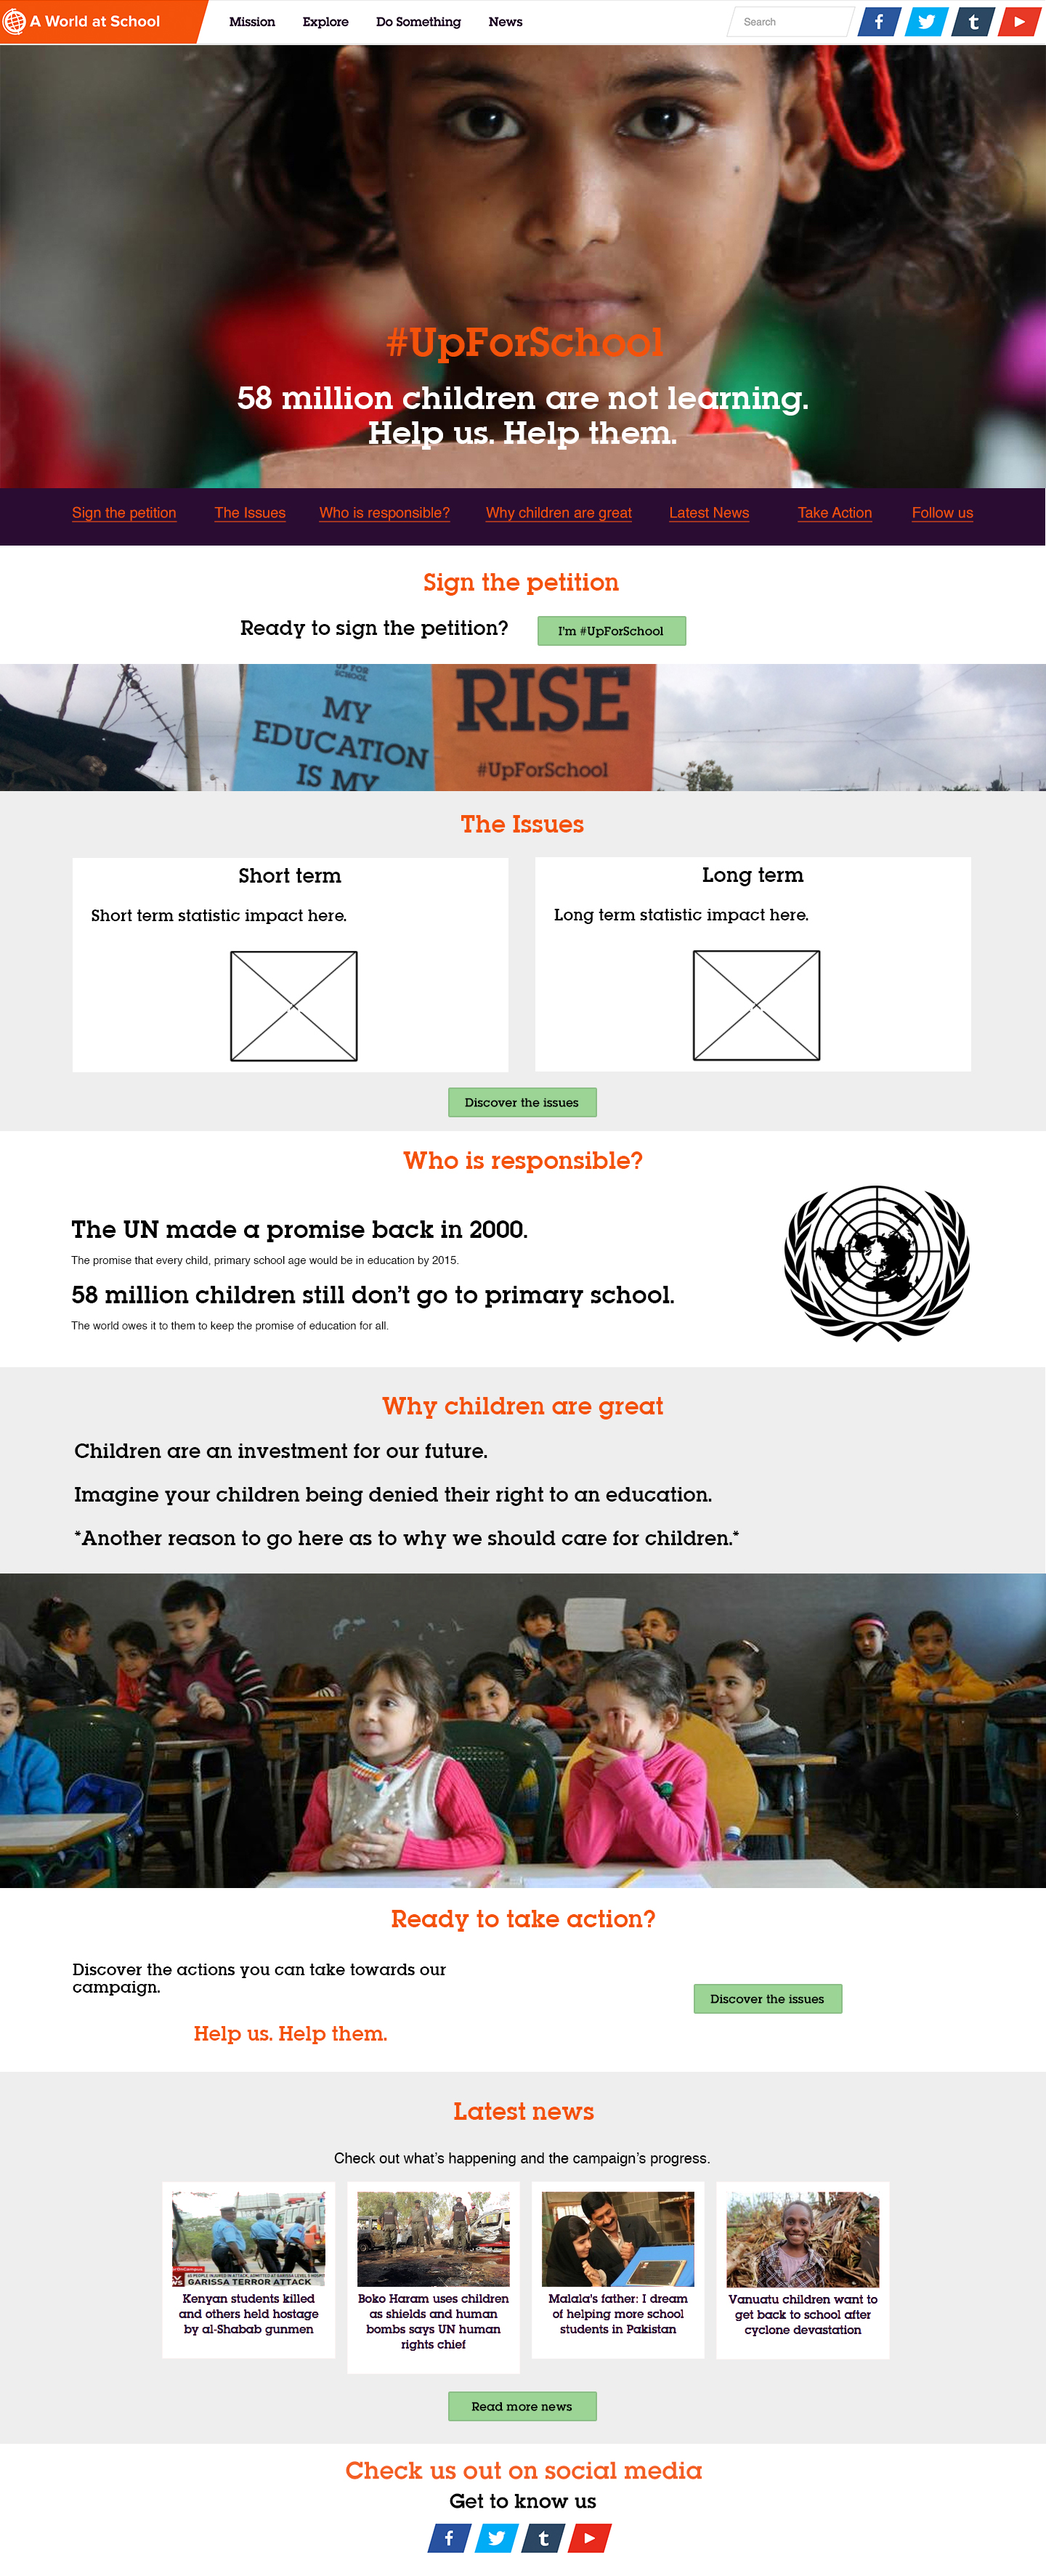 A World at School
Mission
Explore
Do Something
News
Search
#UpForSchool
58 million children are not learning.
Help us. Help them.
Sign the petition
The Issues
Who is responsible?
Why children are great
Latest News
Take Action
Follow us
Sign the petition
Ready to sign the petition?
I'm #UpForSchool
UP FOR
SCHOOL
MY
EDUCATION
IS MY
RISE
#UpForSchool
The Issues
Short term
Short term statistic impact here.
Long term
Long term statistic impact here.
Discover the issues
Who is responsible?
The UN made a promise back in 2000.
The promise that every child, primary school age would be in education by 2015.
58 million children still don't go to primary school.
The world owes it to them to keep the promise of education for all.
Why children are great
Children are an investment for our future.
Imagine your children being denied their right to an education.
*Another reason to go here as to why we should care for children.*
Ready to take action?
Discover the actions you can take towards our
campaign.
Help us. Help them.
Discover the issues
Latest news
Check out what's happening and the campaign's progress.
GARISSA TERROR ATTACK
Kenyan students killed
and others held hostage
by al-Shabab gunmen
Boko Haram uses children
as shields and human
bombs says UN human
rights chief
Malala's father: I dream
of helping more school
students in Pakistan
Vanuatu children want to
get back to school after
cyclone devastation
Read more news
Check us out on social media
Get to know us